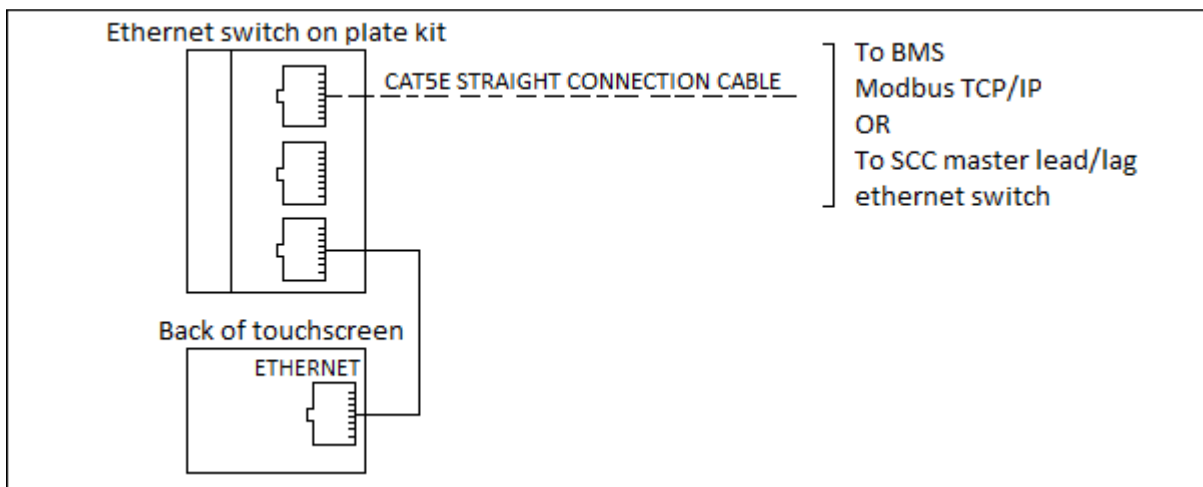 Ethernet switch on plate kit
CAT5E STRAIGHT CONNECTION CABLE
To BMS
Modbus TCP/IP
OR
To SCC master lead/lag
ethernet switch
Back of touchscreen
ETHERNET